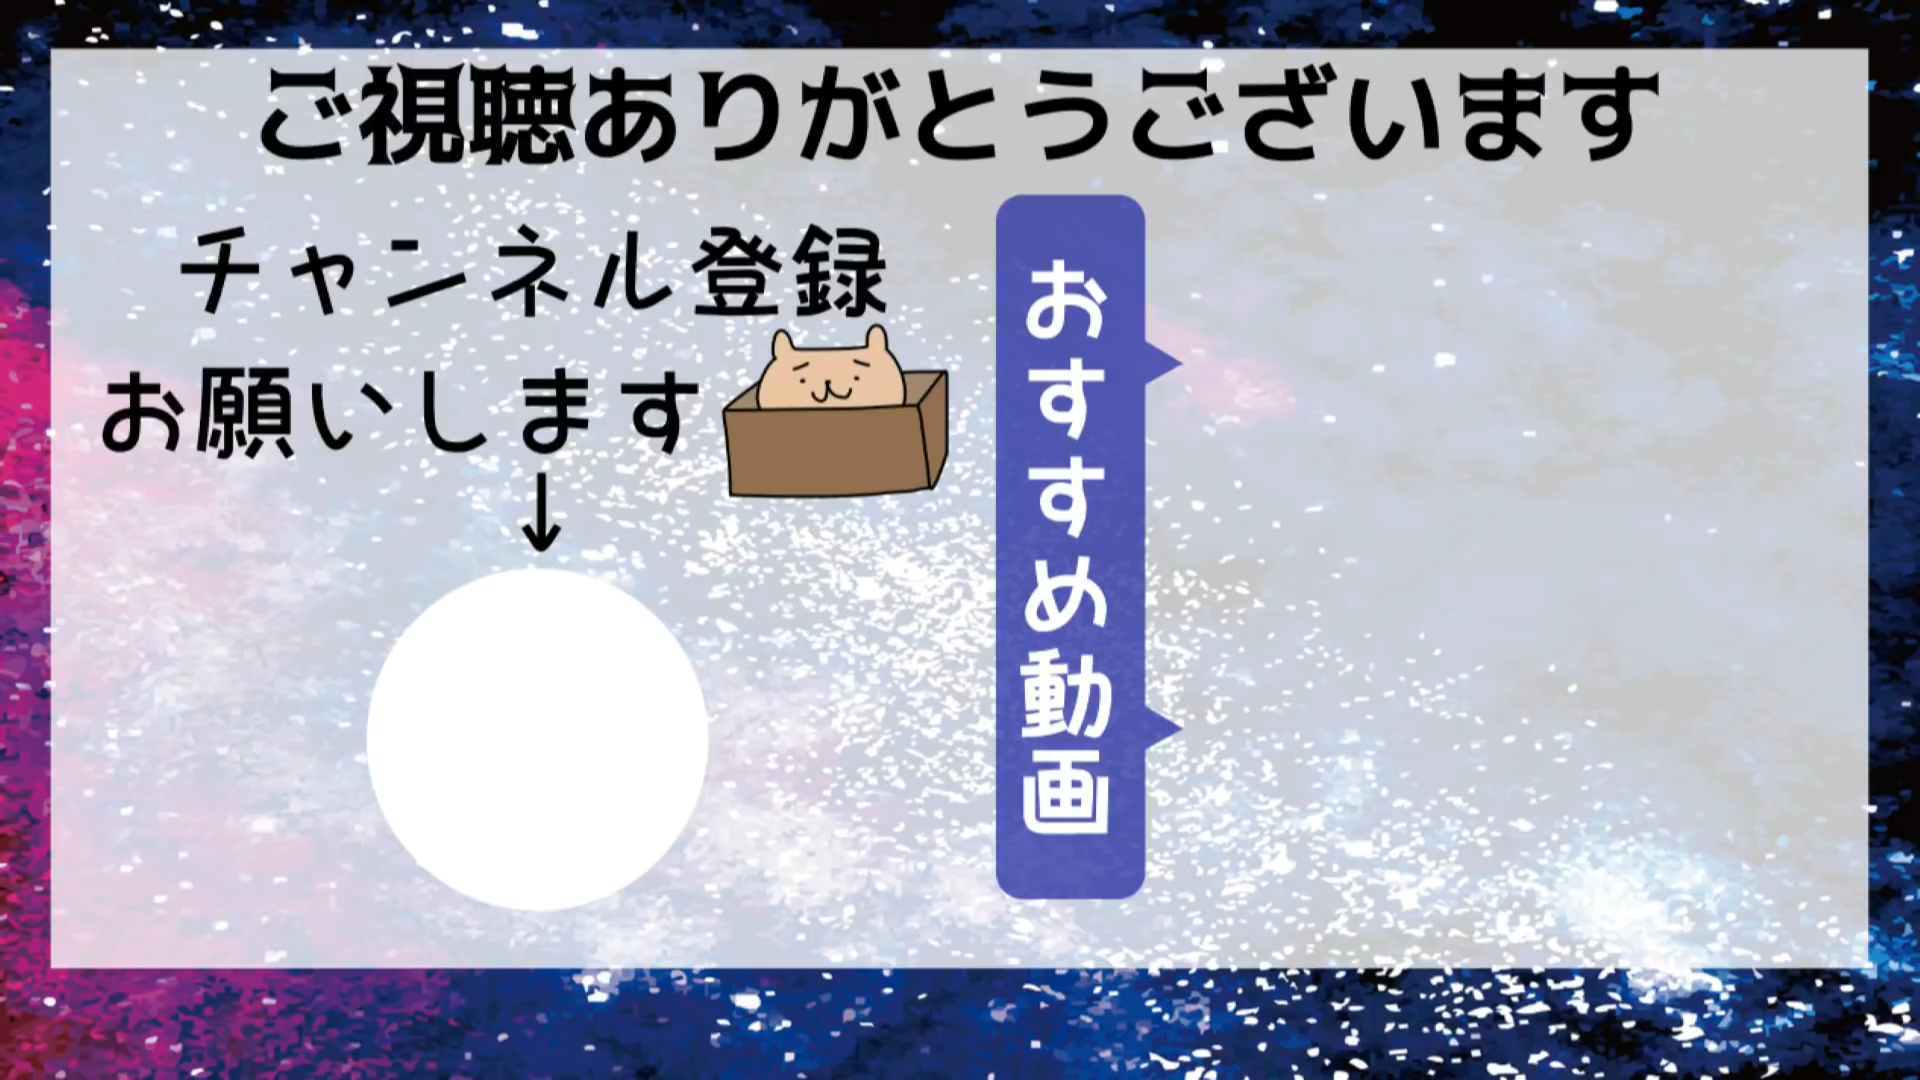 ご視聴ありがとうございます
チャンネル登録
お願いします
↓
おすすめ動画